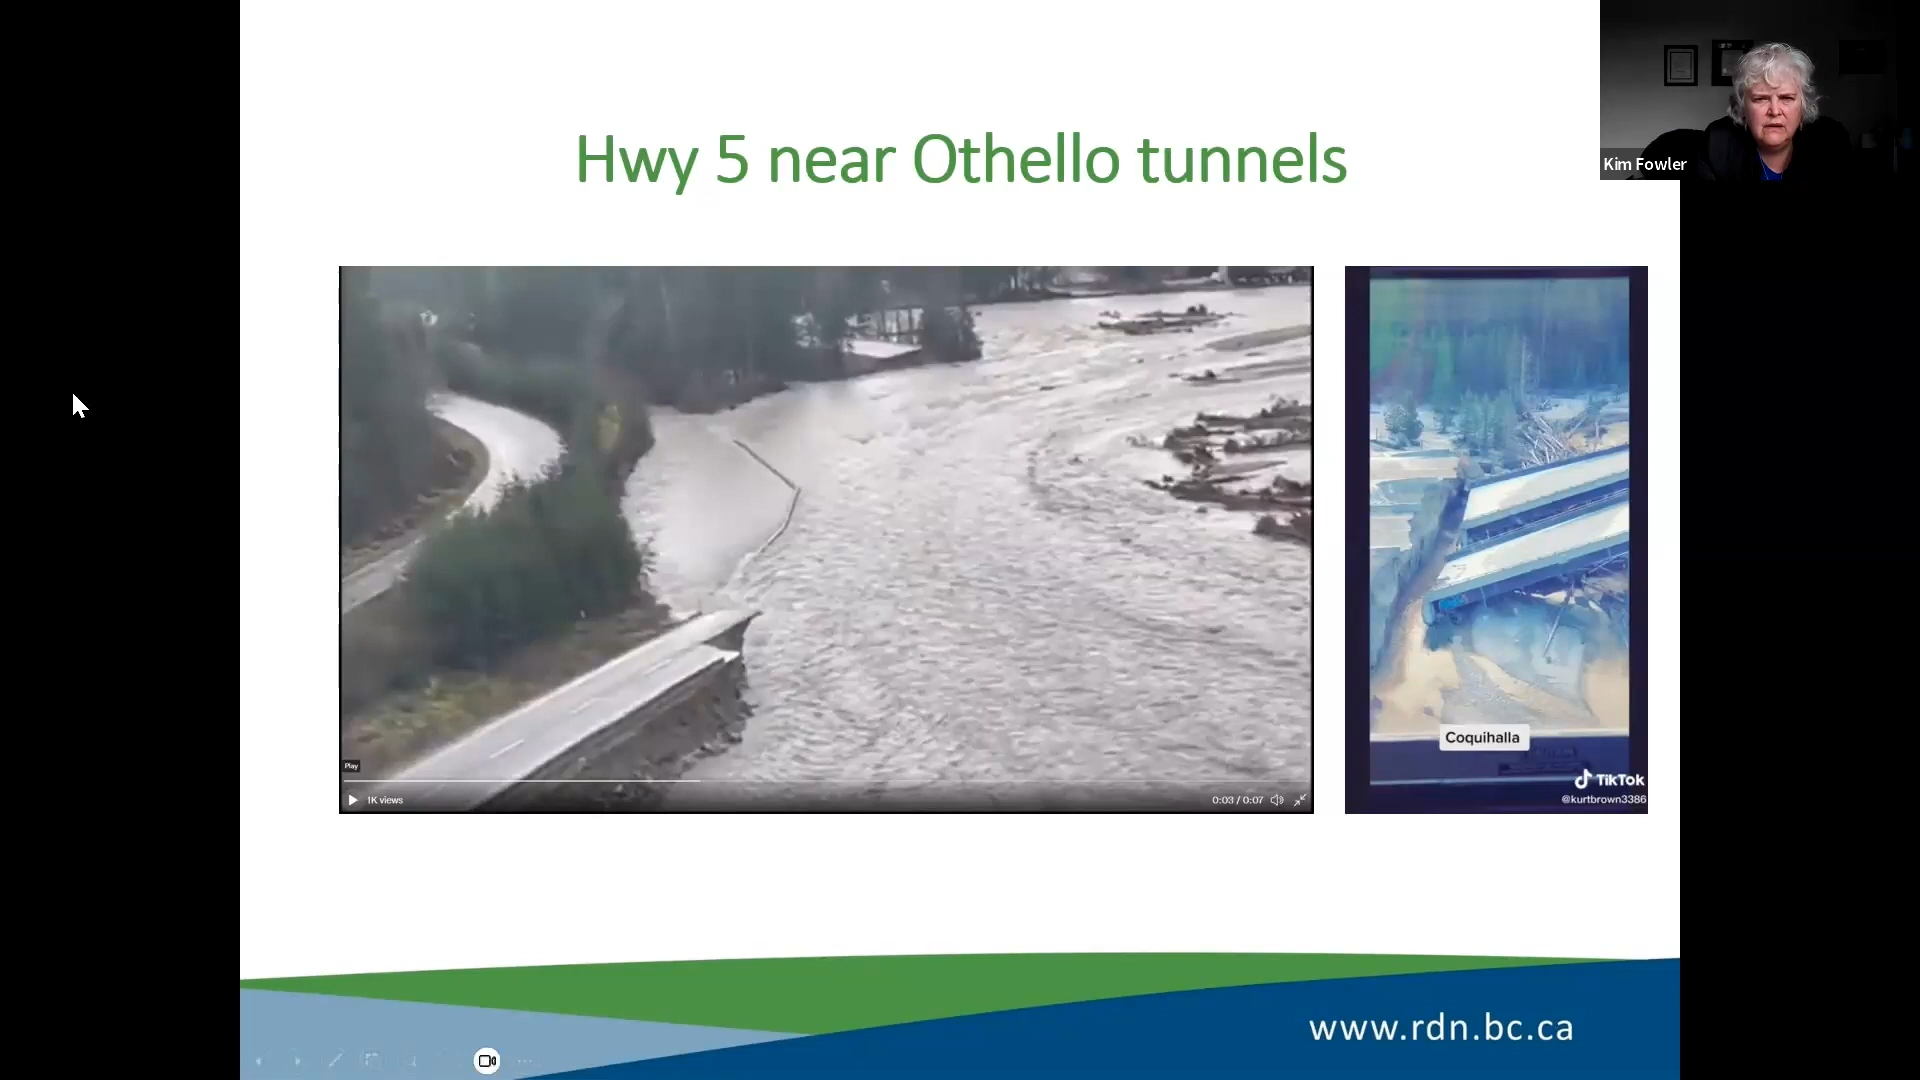 Hwy 5 near Othello tunnels
Kim Fowler
Play
1K views
0:03 / 0:07
Coquihalla
TikTok
@kurtbrown3386
www.rdn.bc.ca